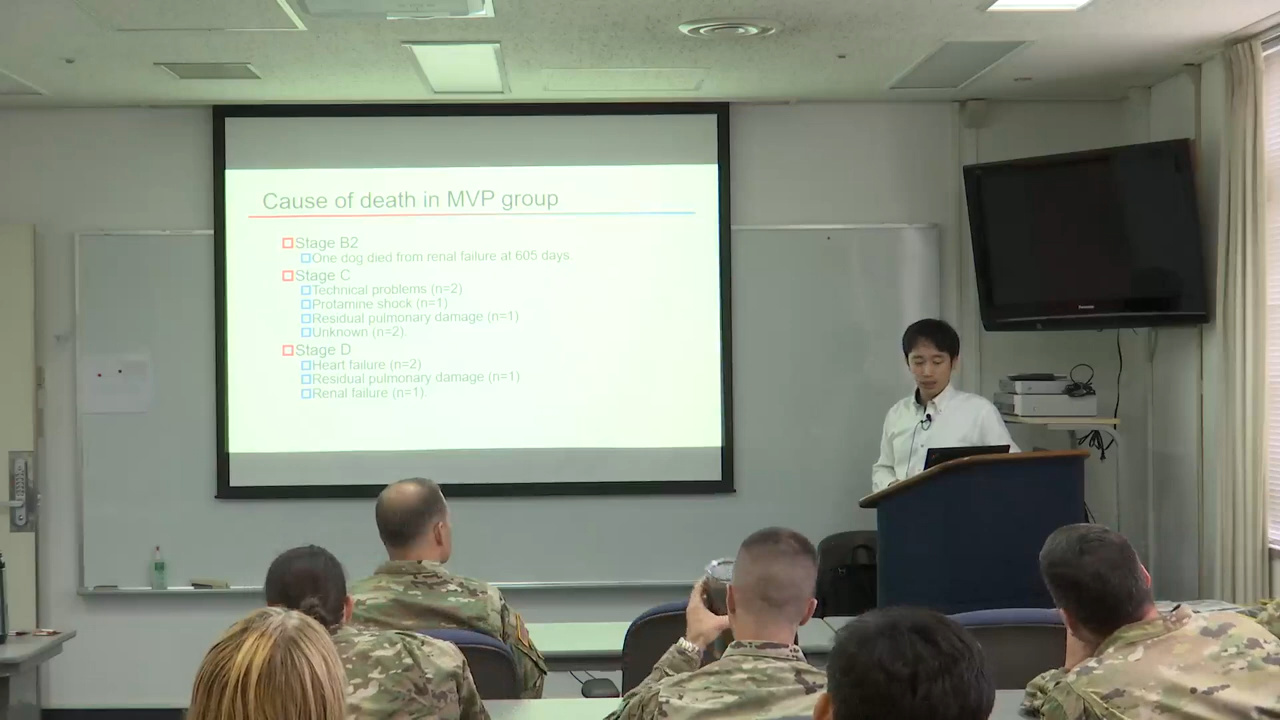 Cause of death in MVP group
Stage B2
One dog died from renal failure at 605 days.
Stage C
Technical problems (n=2)
Protamine shock (n=1)
Residual pulmonary damage (n=1)
Unknown (n=2).
Stage D
Heart failure (n=2)
Residual pulmonary damage (n=1)
Renal failure (n=1).
Panasonic